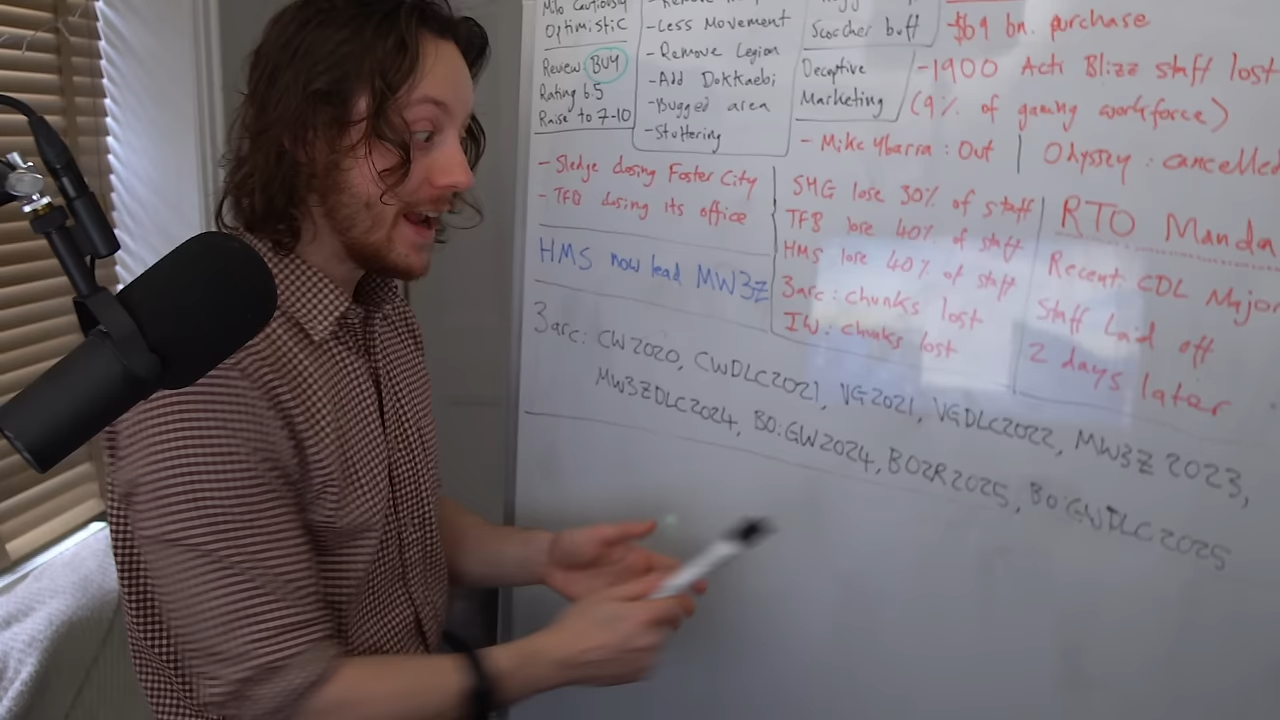 Milo Cautiously
Optimistic
Review: BUY
Rating 6.5
Raise to 7-10
- Less Movement
- Remove Legion
- Add Dokkaebi
- Bugged area
- Stuttering
Scorcher buff
Deceptive
Marketing
$69 bn. purchase
- 1900 Acti Blizz staff lost
(9% of gaming workforce)
- Mike Ybarra : Out | Odyssey : cancelled
- Sledge closing Foster City
- TFB closing its office
HMS now lead MW3Z
SHG lose 30% of staff
TFB lose 40% of staff
HMS lose 40% of staff
3arc : chunks lost
IW : chunks lost
RTO Manda
Recent CDL Major
Staff laid off
2 days later
3arc: CW2020, CWDLC2021, VG2021, VGDLC2022, MW3Z 2023,
MW3ZDLC2024, BO:GW2024, BO2R2025, BO:GWDLC2025